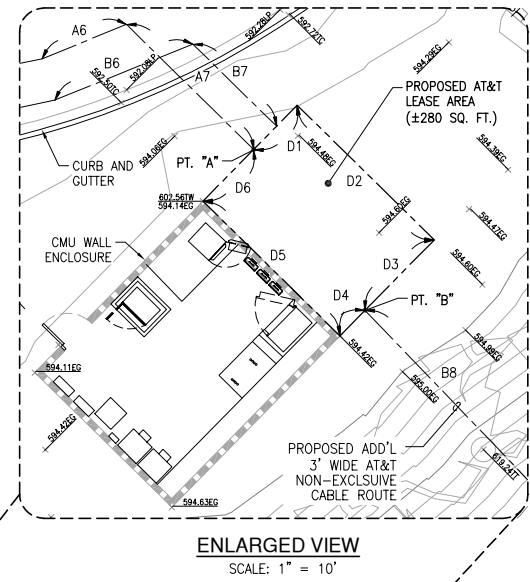 A6
592.28LP
592.72TC
B6
592.08LP
A7
B7
592.50TC
594.29EG
PROPOSED AT&T
LEASE AREA
(±280 SQ. FT.)
CURB AND
GUTTER
594.06EG
PT. "A"
D1
594.48EG
D2
594.39EG
D6
602.56TW
594.14EG
594.60EG
594.47EG
CMU WALL
ENCLOSURE
D5
D3
594.60EG
D4
PT. "B"
594.42EG
594.99EG
594.11EG
B8
595.00EG
594.42EG
PROPOSED ADD'L
3' WIDE AT&T
NON-EXCLSUIVE
CABLE ROUTE
619.24TT
594.63EG
ENLARGED VIEW
SCALE: 1" = 10'